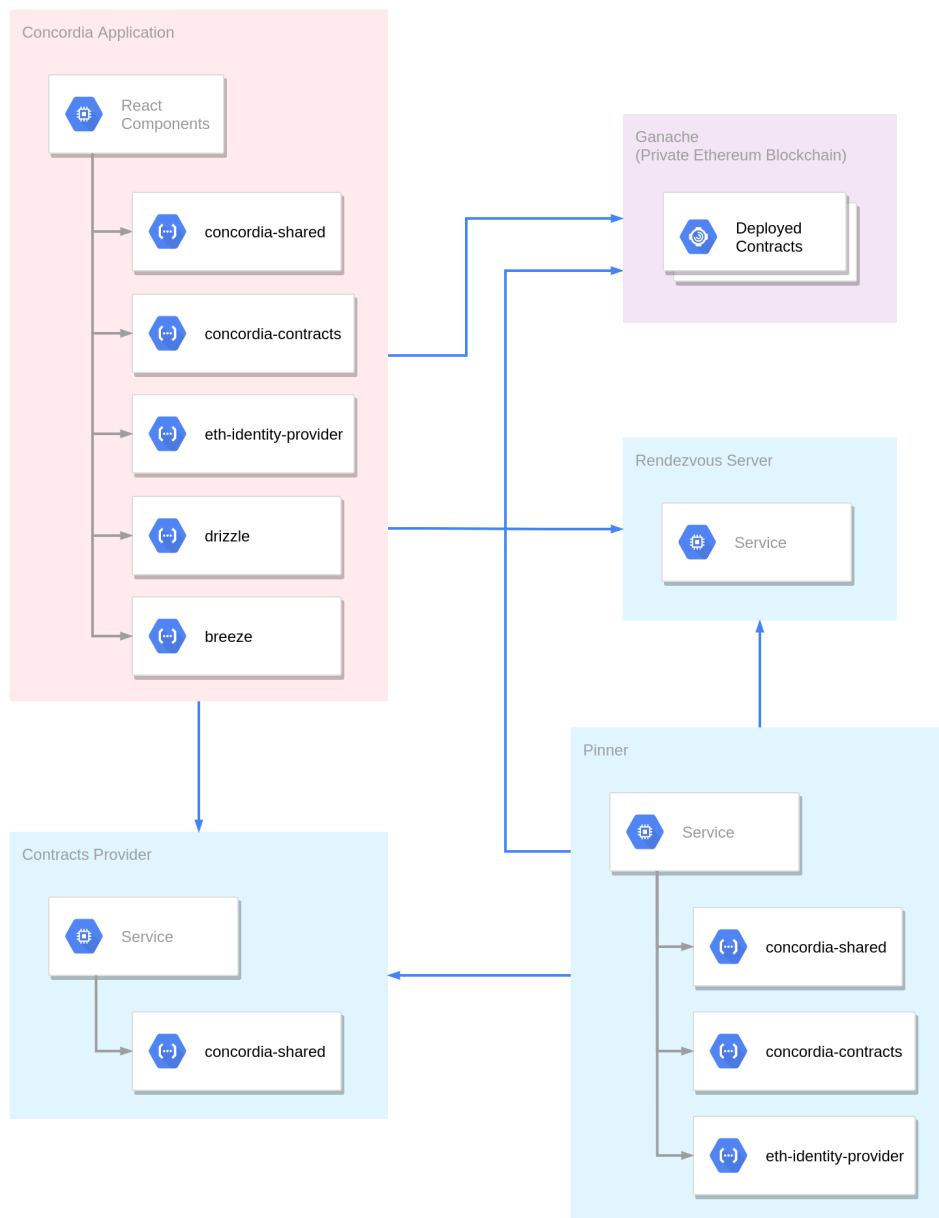 Concordia Application
React
Components
concordia-shared
concordia-contracts
eth-identity-provider
drizzle
breeze
Ganache
(Private Ethereum Blockchain)
Deployed
Contracts
Rendezvous Server
Service
Contracts Provider
Service
concordia-shared
Pinner
Service
concordia-shared
concordia-contracts
eth-identity-provider